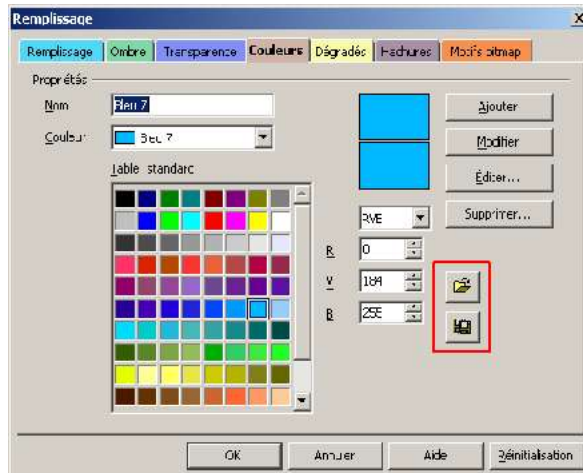 Remplissage
Remplissage Ombre Transparence Couleurs Dégradés Hachures Motifs bitmap
Propriétés
Nom Bleu 7 Ajouter
Couleur Bleu 7 Modifier
Table standard Éditer...
RVB Supprimer...
R 0
V 184
B 255
OK Annuler Aide Réinitialisation